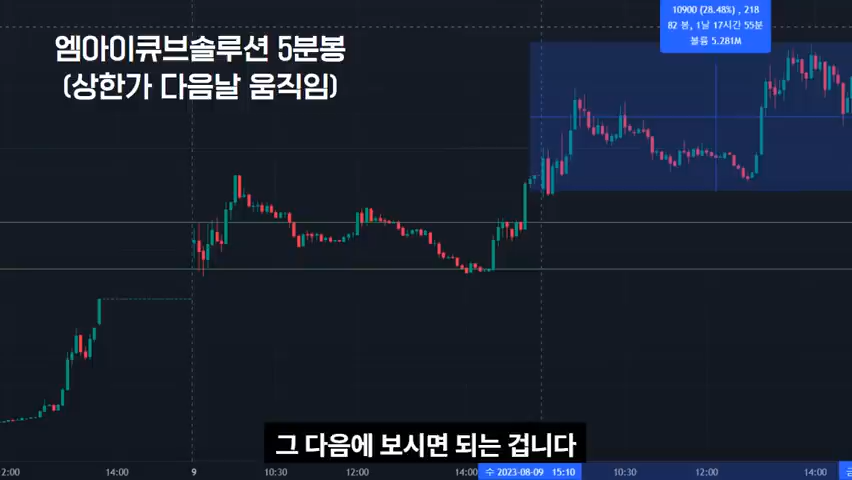 10900 (28.48%) , 218
82 봉, 1날 17시간 55분
볼륨 5.281M
엠아이큐브솔루션 5분봉
(상한가 다음날 움직임)
그 다음에 보시면 되는 겁니다
2:00 14:00 9 10:30 12:00 14:00 수 2023-08-09 15:10 10:30 12:00 14:00 금